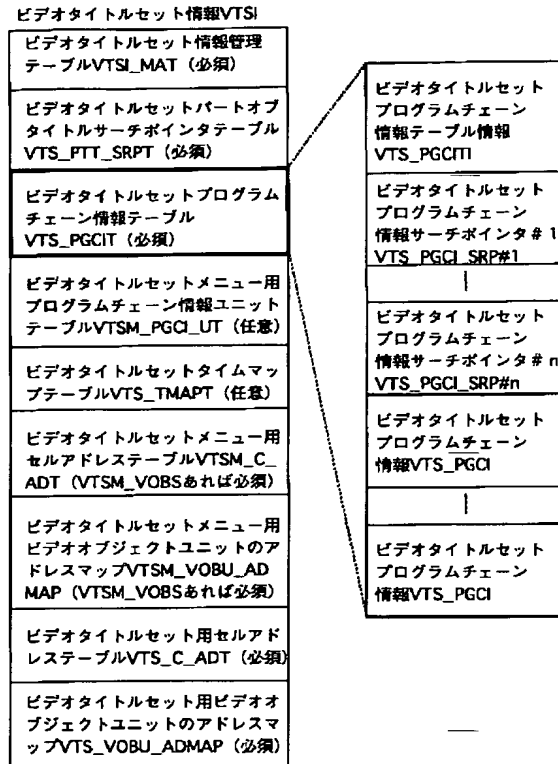 ビデオタイトルセット情報VTSI
ビデオタイトルセット情報管理
テーブルVTSI_MAT（必須）
ビデオタイトルセットパートオブ
タイトルサーチポインタテーブル
VTS_PTT_SRPT（必須）
ビデオタイトルセットプログラム
チェーン情報テーブル
VTS_PGCIT（必須）
ビデオタイトルセットメニュー用
プログラムチェーン情報ユニット
テーブルVTSM_PGCI_UT（任意）
ビデオタイトルセットタイムマッ
プテーブルVTS_TMAPT（任意）
ビデオタイトルセットメニュー用
セルアドレステーブルVTSM_C_
ADT（VTSM_VOBSあれば必須）
ビデオタイトルセットメニュー用
ビデオオブジェクトユニットのア
ドレスマップVTSM_VOBU_AD
MAP（VTSM_VOBSあれば必須）
ビデオタイトルセット用セルアド
レステーブルVTS_C_ADT（必須）
ビデオタイトルセット用ビデオオ
ブジェクトユニットのアドレスマ
ップVTS_VOBU_ADMAP（必須）
ビデオタイトルセット
プログラムチェーン
情報テーブル情報
VTS_PGCITI
ビデオタイトルセット
プログラムチェーン
情報サーチポインタ＃1
VTS_PGCI_SRP#1
ビデオタイトルセット
プログラムチェーン
情報サーチポインタ＃n
VTS_PGCI_SRP#n
ビデオタイトルセット
プログラムチェーン
情報VTS_PGCI
ビデオタイトルセット
プログラムチェーン
情報VTS_PGCI